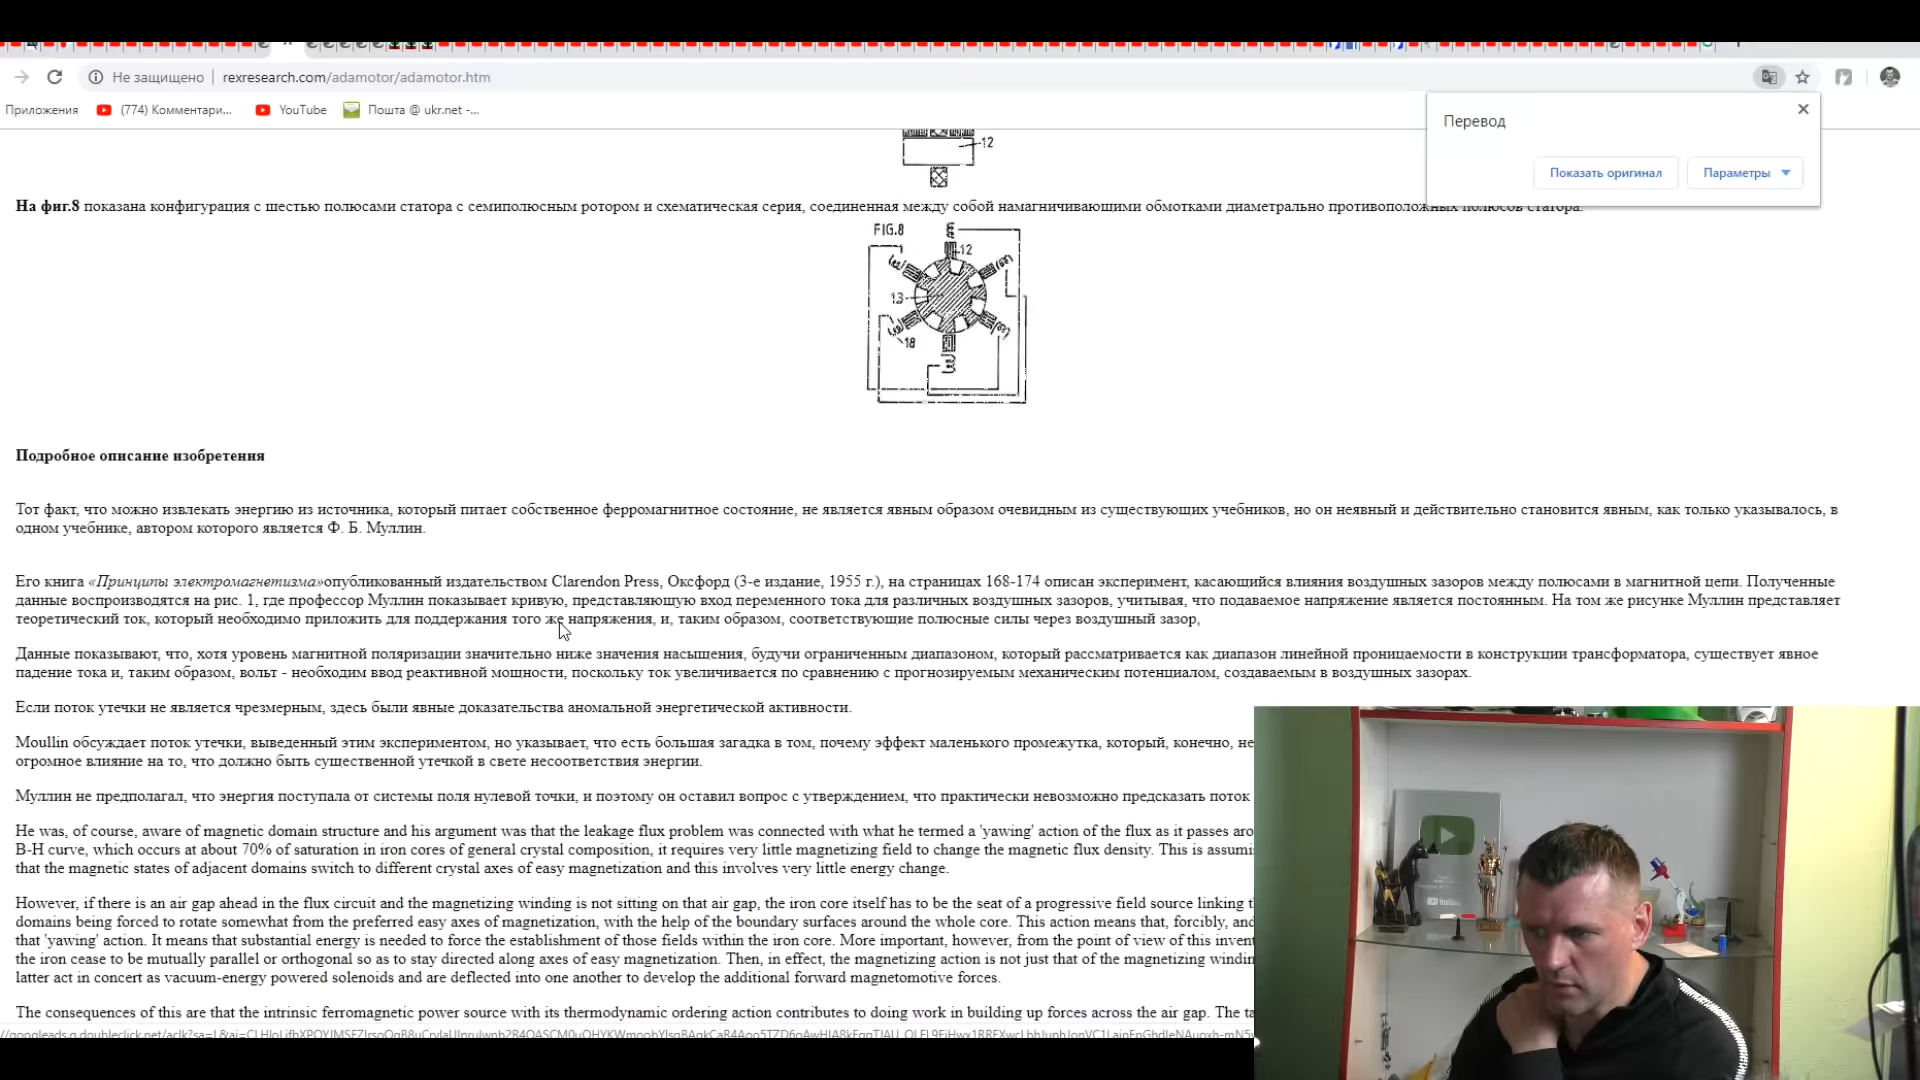 Не защищено
rexresearch.com/adamotor/adamotor.htm
Приложения
(774) Комментари...
YouTube
Пошта @ ukr.net -...
Перевод
Показать оригинал
Параметры
12
На фиг.8 показана конфигурация с шестью полюсами статора с семиполюсным ротором и схематическая серия, соединенная между собой намагничивающими обмотками диаметрально противоположных полюсов статора.
FIG.8
12
13
18
Подробное описание изобретения
Тот факт, что можно извлекать энергию из источника, который питает собственное ферромагнитное состояние, не является явным образом очевидным из существующих учебников, но он неявный и действительно становится явным, как только указывалось, в
одном учебнике, автором которого является Ф. Б. Муллин.
Его книга «Принципы электромагнетизма»опубликованный издательством Clarendon Press, Оксфорд (3-е издание, 1955 г.), на страницах 168-174 описан эксперимент, касающийся влияния воздушных зазоров между полюсами в магнитной цепи. Полученные
данные воспроизводятся на рис. 1, где профессор Муллин показывает кривую, представляющую вход переменного тока для различных воздушных зазоров, учитывая, что подаваемое напряжение является постоянным. На том же рисунке Муллин представляет
теоретический ток, который необходимо приложить для поддержания того же напряжения, и, таким образом, соответствующие полюсные силы через воздушный зазор,
Данные показывают, что, хотя уровень магнитной поляризации значительно ниже значения насыщения, будучи ограниченным диапазоном, который рассматривается как диапазон линейной проницаемости в конструкции трансформатора, существует явное
падение тока и, таким образом, вольт - необходим ввод реактивной мощности, поскольку ток увеличивается по сравнению с прогнозируемым механическим потенциалом, создаваемым в воздушных зазорах.
Если поток утечки не является чрезмерным, здесь были явные доказательства аномальной энергетической активности.
Moullin обсуждает поток утечки, выведенный этим экспериментом, но указывает, что есть большая загадка в том, почему эффект маленького промежутка, который, конечно, не
огромное влияние на то, что должно быть существенной утечкой в свете несоответствия энергии.
Муллин не предполагал, что энергия поступала от системы поля нулевой точки, и поэтому он оставил вопрос с утверждением, что практически невозможно предсказать поток
He was, of course, aware of magnetic domain structure and his argument was that the leakage flux problem was connected with what he termed a 'yawing' action of the flux as it passes aro
B-H curve, which occurs at about 70% of saturation in iron cores of general crystal composition, it requires very little magnetizing field to change the magnetic flux density. This is assumi
that the magnetic states of adjacent domains switch to different crystal axes of easy magnetization and this involves very little energy change.
However, if there is an air gap ahead in the flux circuit and the magnetizing winding is not sitting on that air gap, the iron core itself has to be the seat of a progressive field source linking t
domains being forced to rotate somewhat from the preferred easy axes of magnetization, with the help of the boundary surfaces around the whole core. This action means that, forcibly, and
that 'yawing' action. It means that substantial energy is needed to force the establishment of those fields within the iron core. More important, however, from the point of view of this invent
the iron cease to be mutually parallel or orthogonal so as to stay directed along axes of easy magnetization. Then, in effect, the magnetizing action is not just that of the magnetizing windin
latter act in concert as vacuum-energy powered solenoids and are deflected into one another to develop the additional forward magnetomotive forces.
The consequences of this are that the intrinsic ferromagnetic power source with its thermodynamic ordering action contributes to doing work in building up forces across the air gap. The ta
YouTube